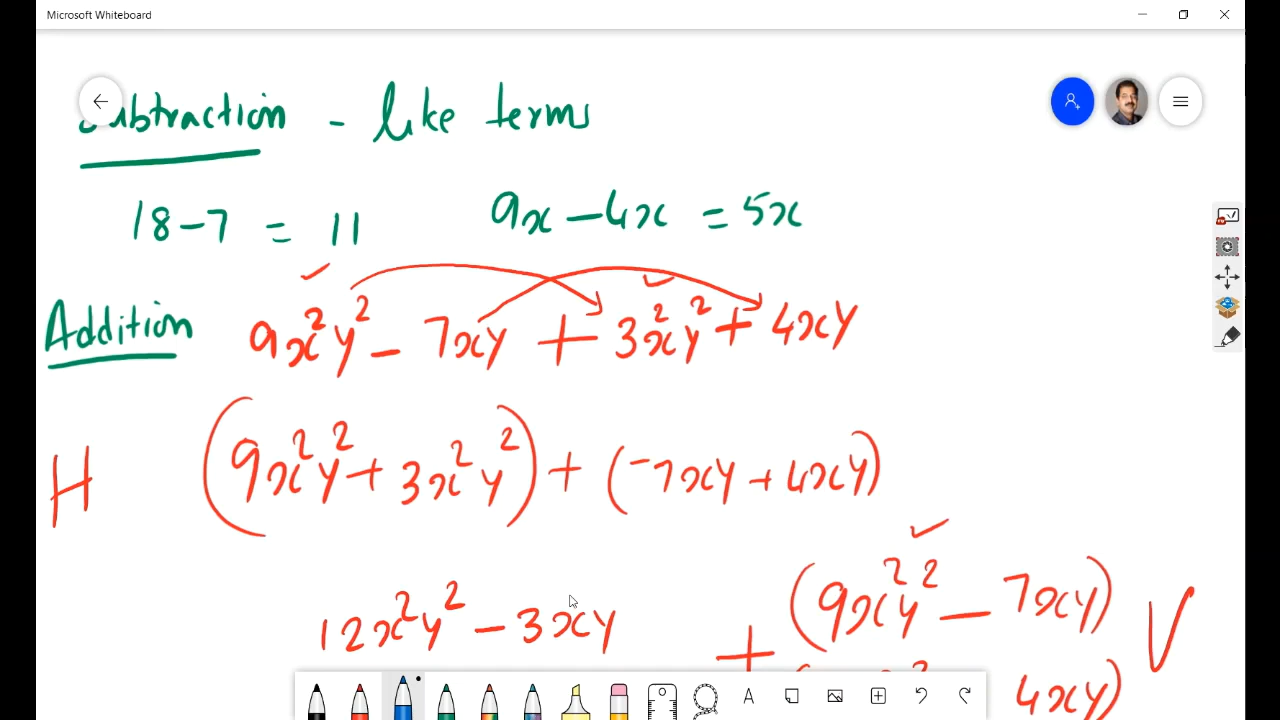 Microsoft Whiteboard
Subtraction - like terms
18-7 = 11 9x-4x = 5x
Addition 9x²y² - 7xy + 3x²y² + 4xy
H (9x²y² + 3x²y²) + (-7xy + 4xy)
12x²y² - 3xy
(9x²y² - 7xy) V
+ 4xy)
A